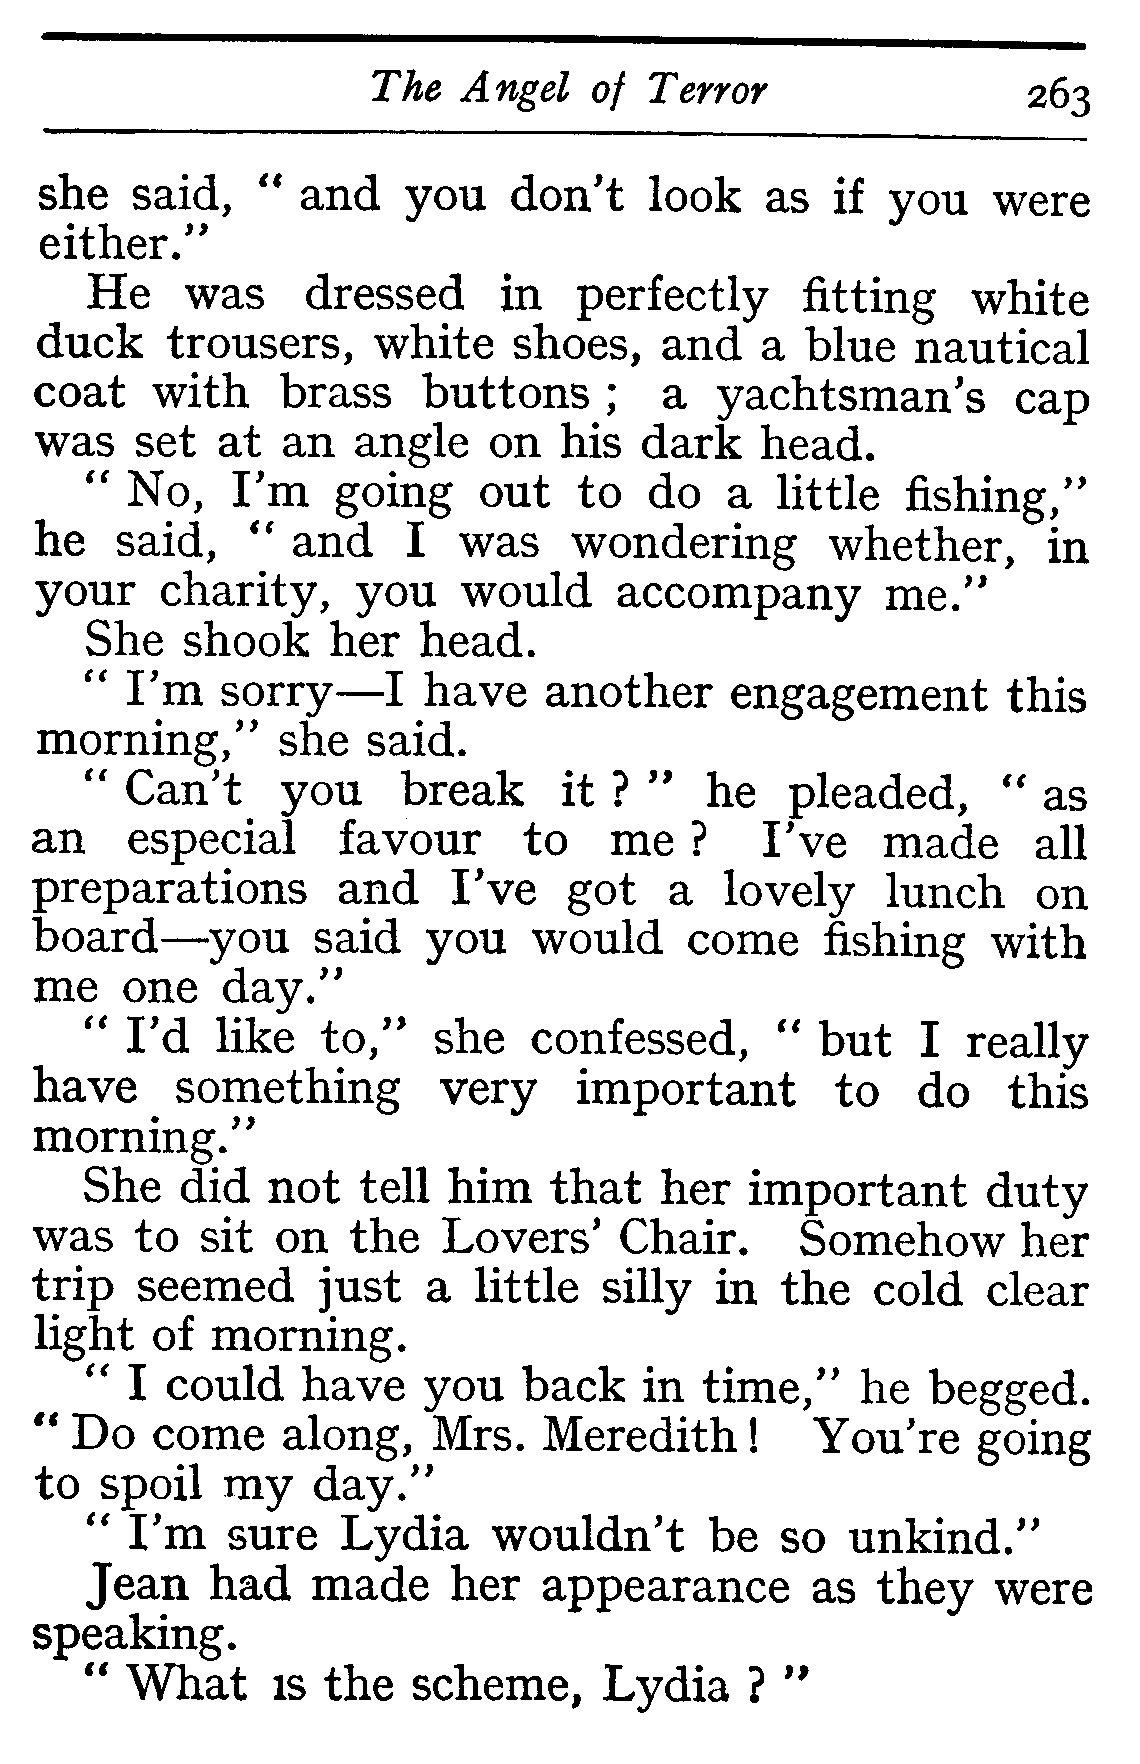 The Angel of Terror 263
she said, “ and you don't look as if you were
either.”
He was dressed in perfectly fitting white
duck trousers, white shoes, and a blue nautical
coat with brass buttons ; a yachtsman's cap
was set at an angle on his dark head.
“ No, I'm going out to do a little fishing,”
he said, “ and I was wondering whether, in
your charity, you would accompany me.”
She shook her head.
“ I'm sorry—I have another engagement this
morning,” she said.
“ Can't you break it ? ” he pleaded, “ as
an especial favour to me ? I've made all
preparations and I've got a lovely lunch on
board—you said you would come fishing with
me one day.”
“ I'd like to,” she confessed, “ but I really
have something very important to do this
morning.”
She did not tell him that her important duty
was to sit on the Lovers' Chair. Somehow her
trip seemed just a little silly in the cold clear
light of morning.
“ I could have you back in time,” he begged.
“ Do come along, Mrs. Meredith ! You're going
to spoil my day.”
“ I'm sure Lydia wouldn't be so unkind.”
Jean had made her appearance as they were
speaking.
“ What is the scheme, Lydia ? ”